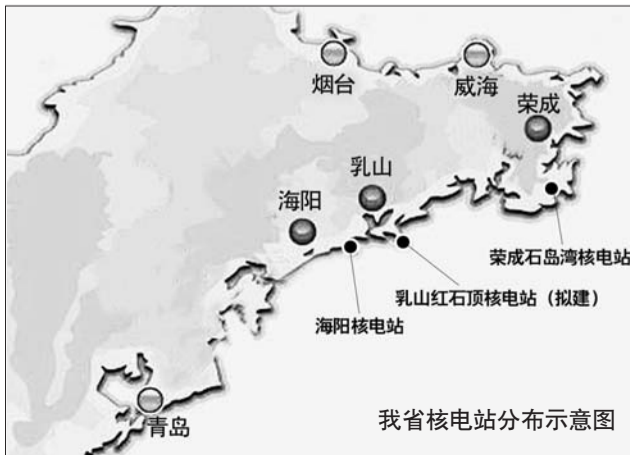 烟台
威海
荣成
乳山
海阳
荣成石岛湾核电站
乳山红石顶核电站（拟建）
海阳核电站
青岛
我省核电站分布示意图